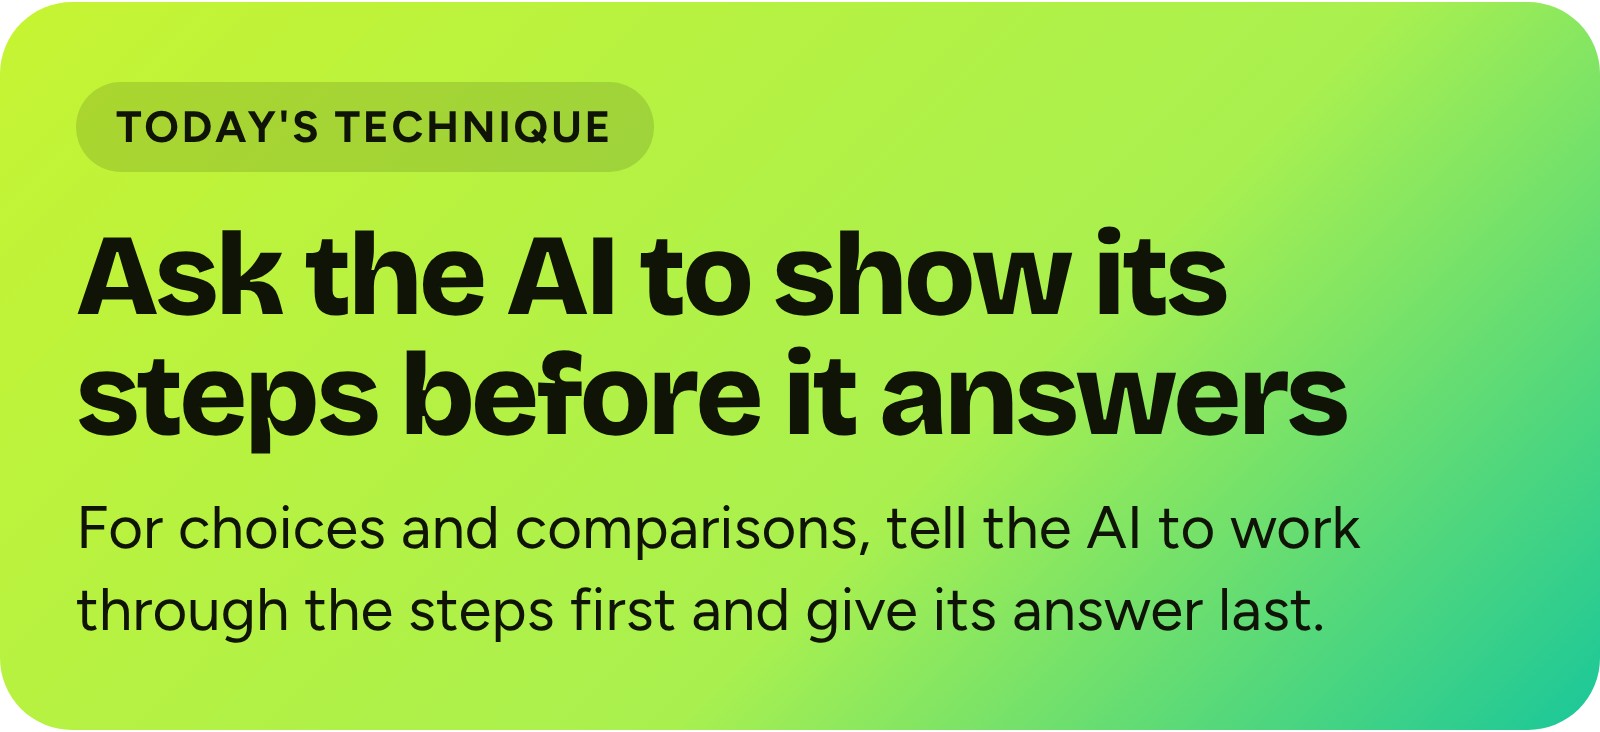 TODAY'S TECHNIQUE
Ask the AI to show its
steps before it answers
For choices and comparisons, tell the AI to work
through the steps first and give its answer last.